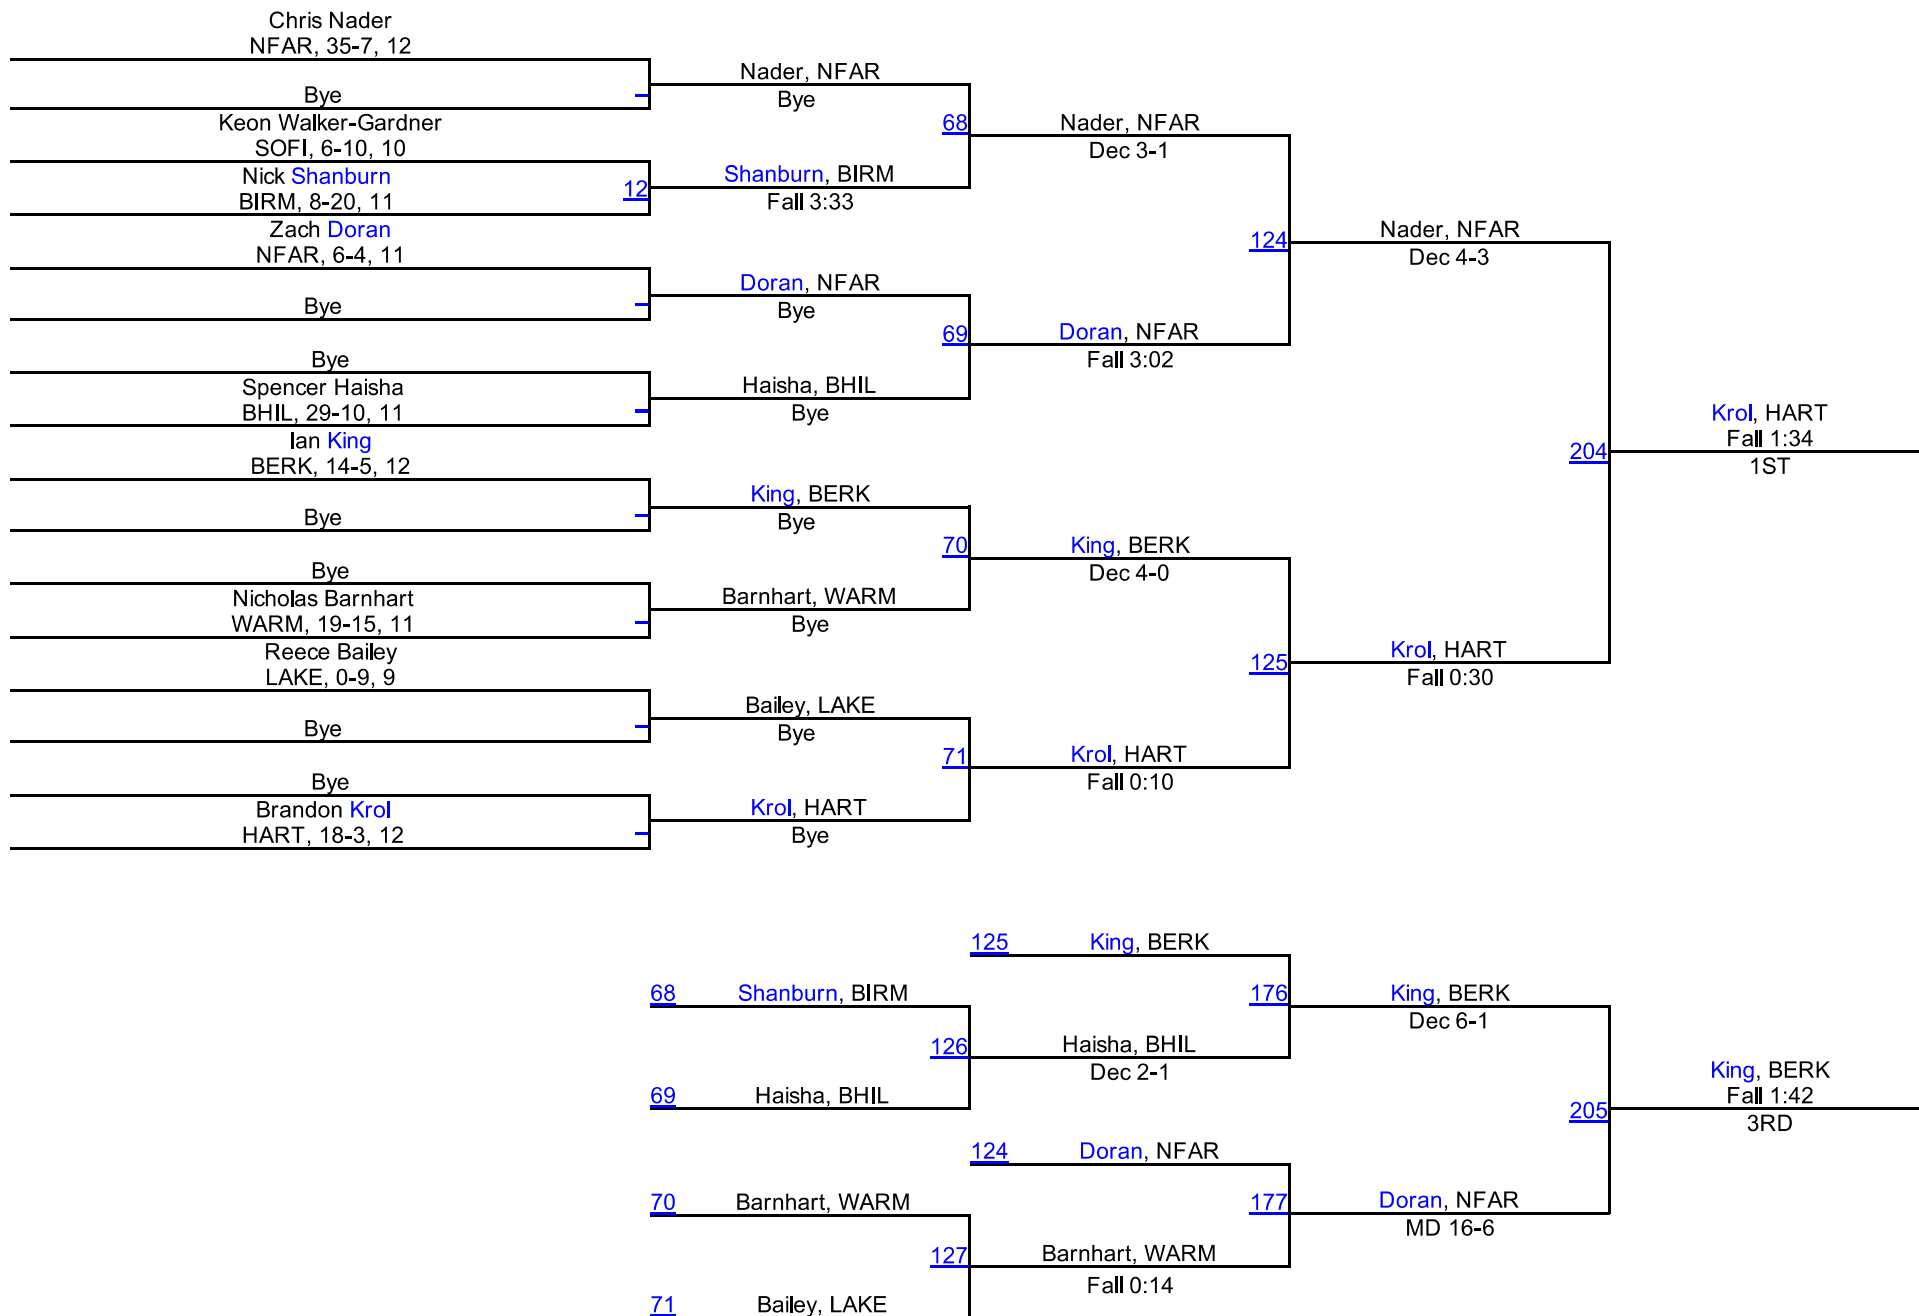 Chris Nader
NFAR, 35-7, 12
Bye
Keon Walker-Gardner
SOFI, 6-10, 10
Nick Shanburn
BIRM, 8-20, 11
12
Zach Doran
NFAR, 6-4, 11
Bye
Bye
Spencer Haisha
BHIL, 29-10, 11
Ian King
BERK, 14-5, 12
Bye
Bye
Nicholas Barnhart
WARM, 19-15, 11
Reece Bailey
LAKE, 0-9, 9
Bye
Bye
Brandon Krol
HART, 18-3, 12
Nader, NFAR
Bye
68
Shanburn, BIRM
Fall 3:33
Doran, NFAR
Bye
69
Haisha, BHIL
Bye
King, BERK
Bye
70
Barnhart, WARM
Bye
Bailey, LAKE
Bye
71
Krol, HART
Bye
Nader, NFAR
Dec 3-1
124
Doran, NFAR
Fall 3:02
King, BERK
Dec 4-0
125
Krol, HART
Fall 0:10
Nader, NFAR
Dec 4-3
204
Krol, HART
Fall 0:30
Krol, HART
Fall 1:34
1ST
125 King, BERK
68 Shanburn, BIRM
176
126
Haisha, BHIL
Dec 2-1
69 Haisha, BHIL
King, BERK
Dec 6-1
205
King, BERK
Fall 1:42
3RD
124 Doran, NFAR
70 Barnhart, WARM
177
Doran, NFAR
MD 16-6
127
Barnhart, WARM
Fall 0:14
71 Bailey, LAKE